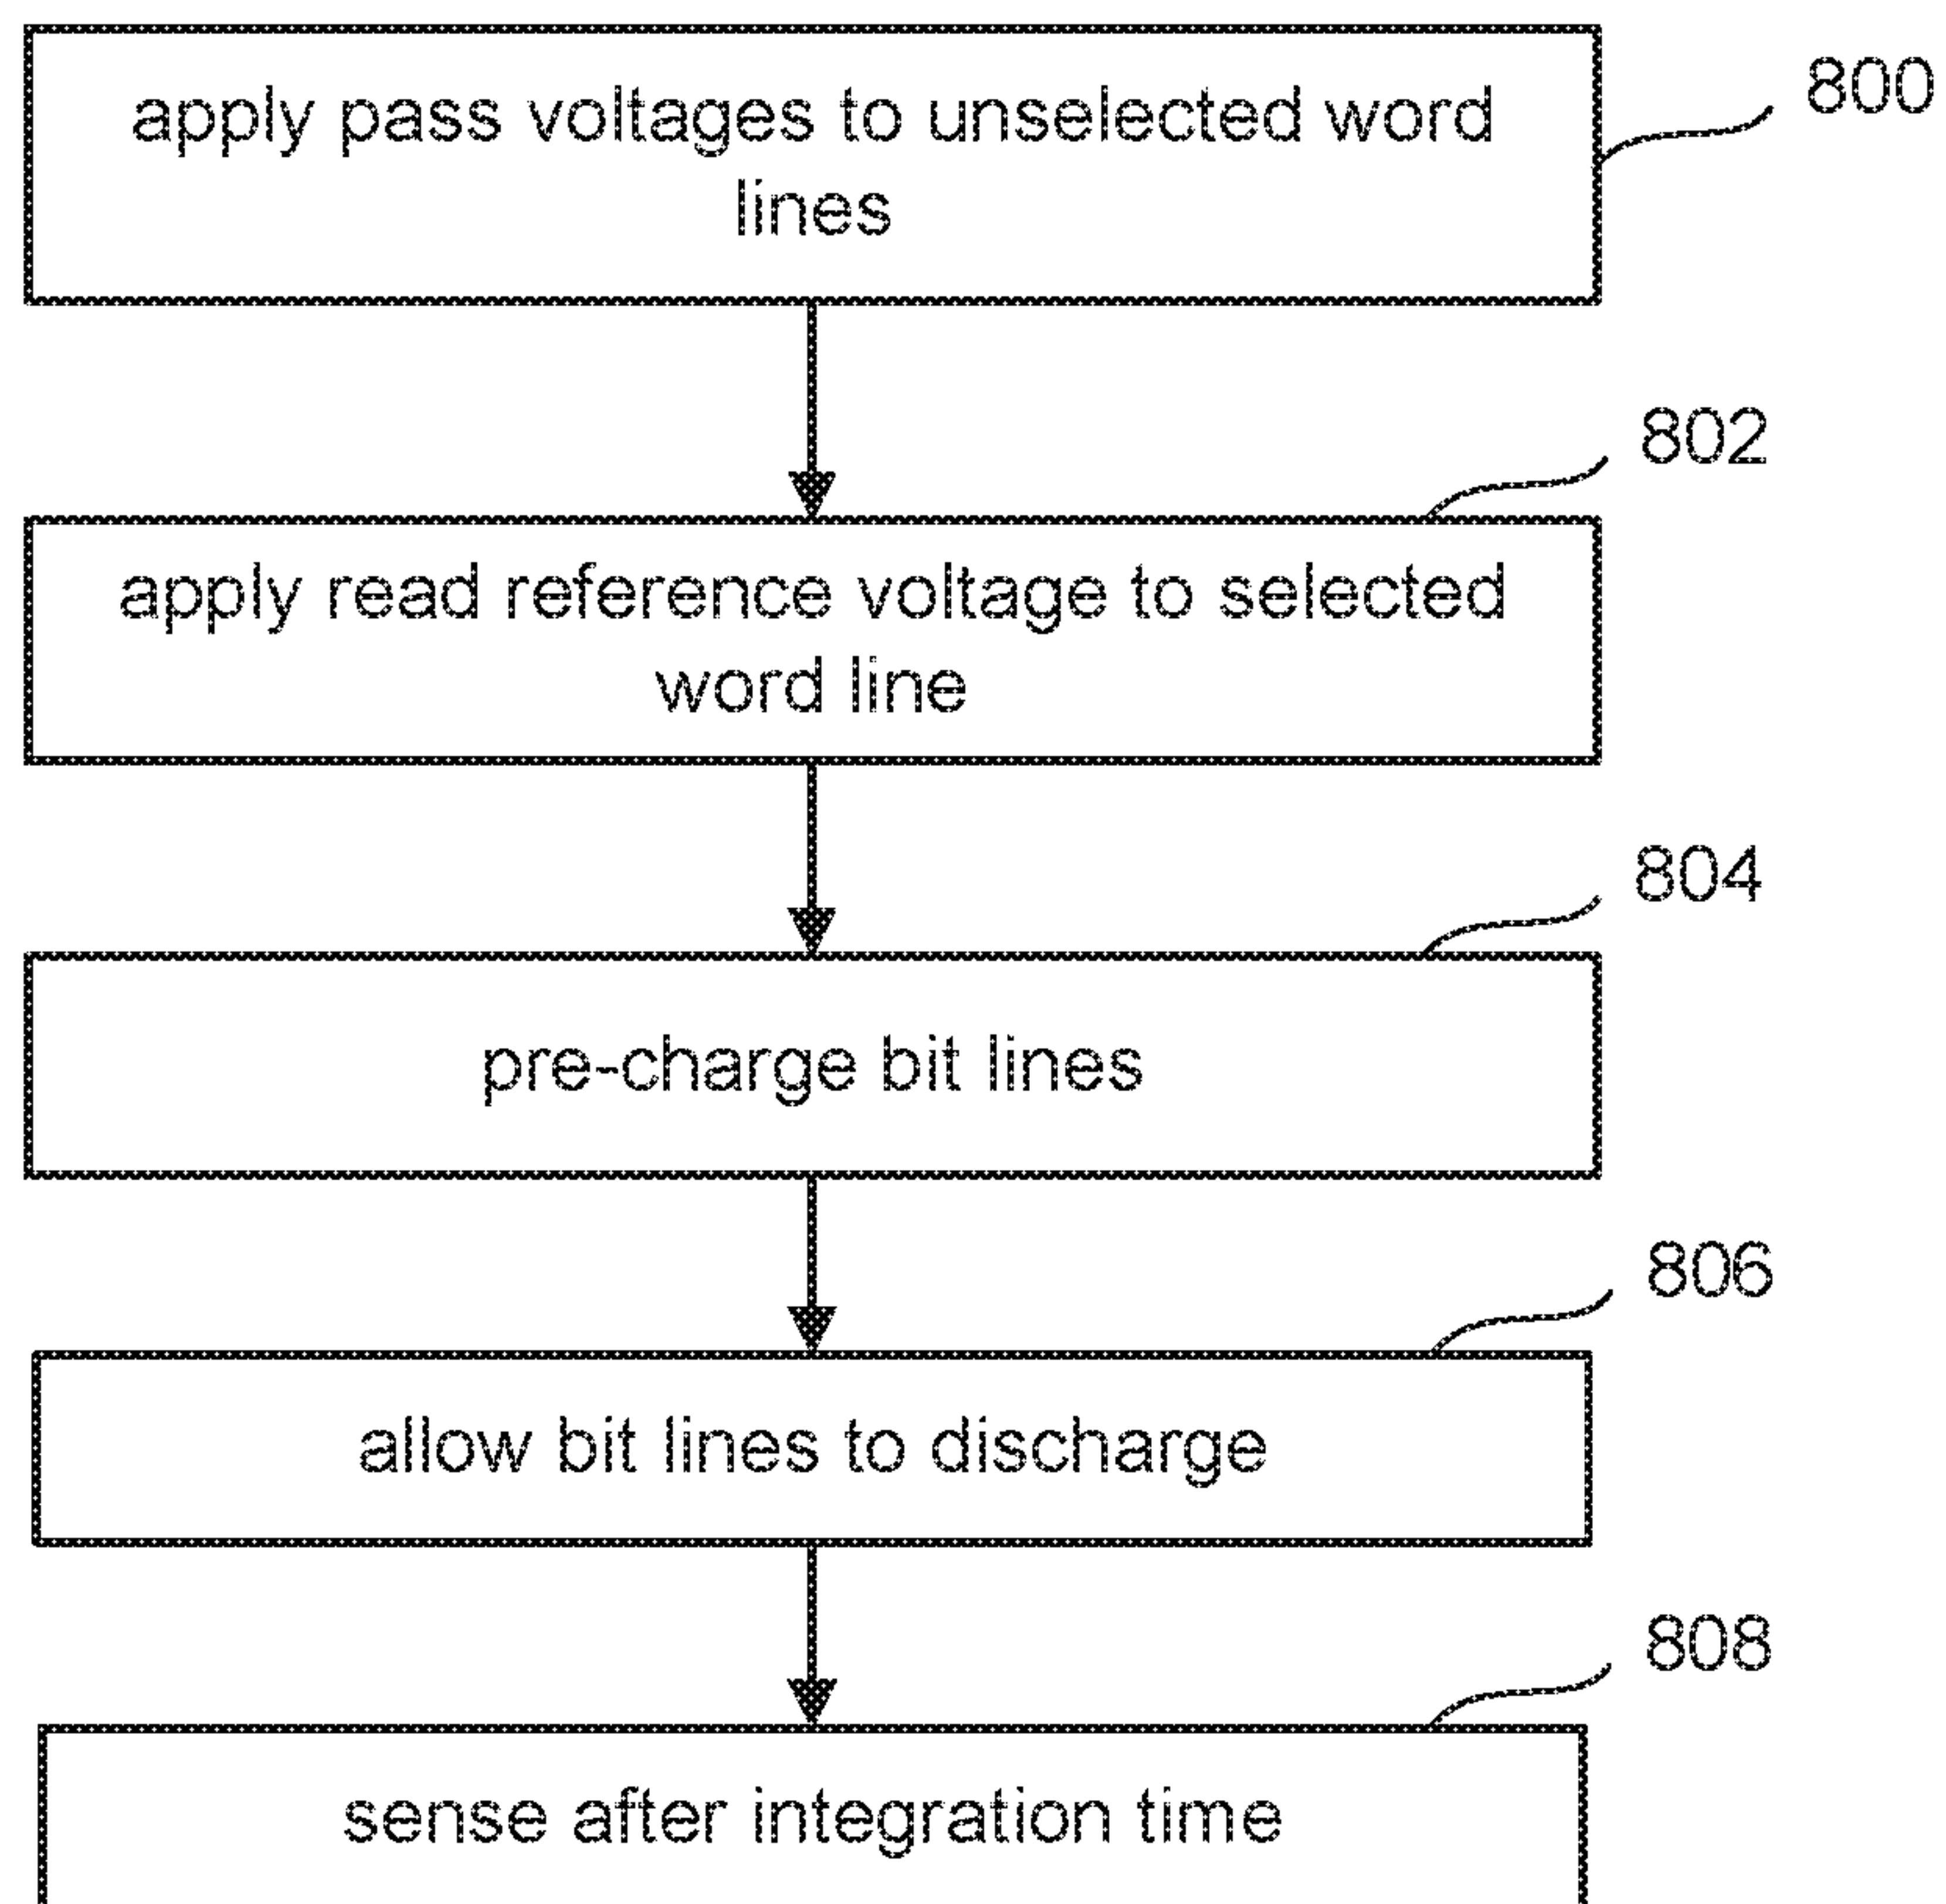 apply pass voltages to unselected word
lines
800
802
apply read reference voltage to selected
word line
804
pre-charge bit lines
806
allow bit lines to discharge
808
sense after integration time